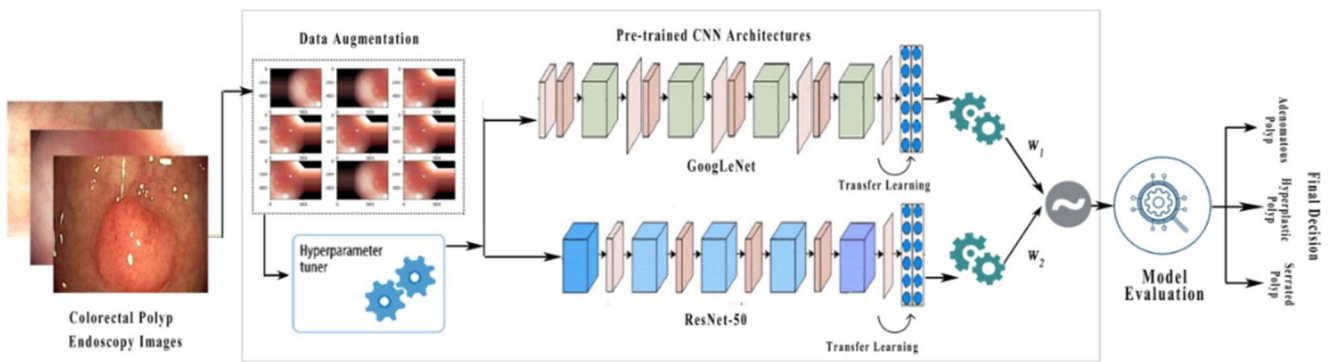 Data Augmentation
Pre-trained CNN Architectures
GoogLeNet
Transfer Learning
W1
W2
Hyperparameter
tuner
ResNet-50
Transfer Learning
Colorectal Polyp
Endoscopy Images
Model
Evaluation
Adenomatous
Polyp
Hyperplastic
Polyp
Serrated
Polyp
Final Decision